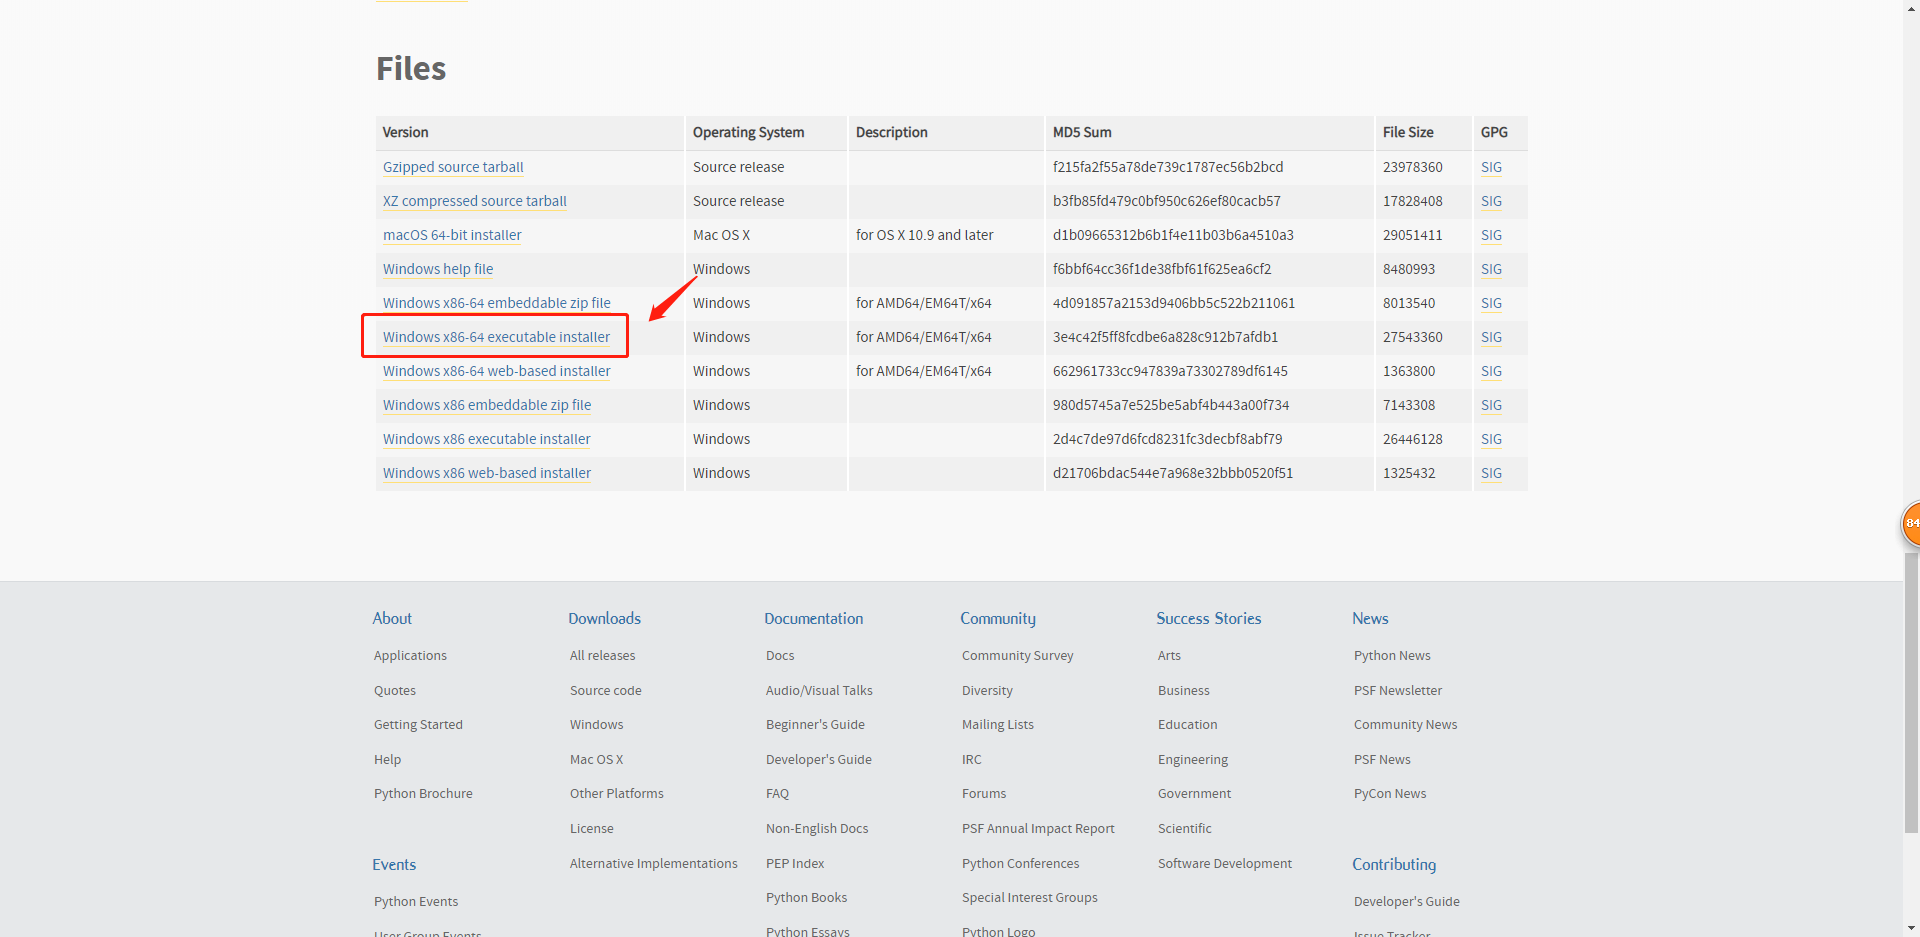 Files
Version Operating System Description MD5 Sum File Size GPG
Gzipped source tarball Source release f215fa2f55a78de739c1787ec56b2bcd 23978360 SIG
XZ compressed source tarball Source release b3fb85fd479c0bf950c626ef80cacb57 17828408 SIG
macOS 64-bit installer Mac OS X for OS X 10.9 and later d1b09665312b6b1f4e11b03b6a4510a3 29051411 SIG
Windows help file Windows f6bbf64cc36f1de38fbf61f625ea6cf2 8480993 SIG
Windows x86-64 embeddable zip file Windows for AMD64/EM64T/x64 4d091857a2153d9406bb5c522b211061 8013540 SIG
Windows x86-64 executable installer Windows for AMD64/EM64T/x64 3e4c42f5ff8fcdbe6a828c912b7afdb1 27543360 SIG
Windows x86-64 web-based installer Windows for AMD64/EM64T/x64 662961733cc947839a73302789df6145 1363800 SIG
Windows x86 embeddable zip file Windows 980d5745a7e525be5abf4b443a00f734 7143308 SIG
Windows x86 executable installer Windows 2d4c7de97d6fcd8231fc3decbf8abf79 26446128 SIG
Windows x86 web-based installer Windows d21706bdac544e7a968e32bbb0520f51 1325432 SIG
84
About Downloads Documentation Community Success Stories News
Applications All releases Docs Community Survey Arts Python News
Quotes Source code Audio/Visual Talks Diversity Business PSF Newsletter
Getting Started Windows Beginner's Guide Mailing Lists Education Community News
Help Mac OS X Developer's Guide IRC Engineering PSF News
Python Brochure Other Platforms FAQ Forums Government PyCon News
License Non-English Docs PSF Annual Impact Report Scientific
Events Alternative Implementations PEP Index Python Conferences Software Development Contributing
Python Events Python Books Special Interest Groups Developer's Guide
User Group Events Python Essays Python Logo Issue Tracker